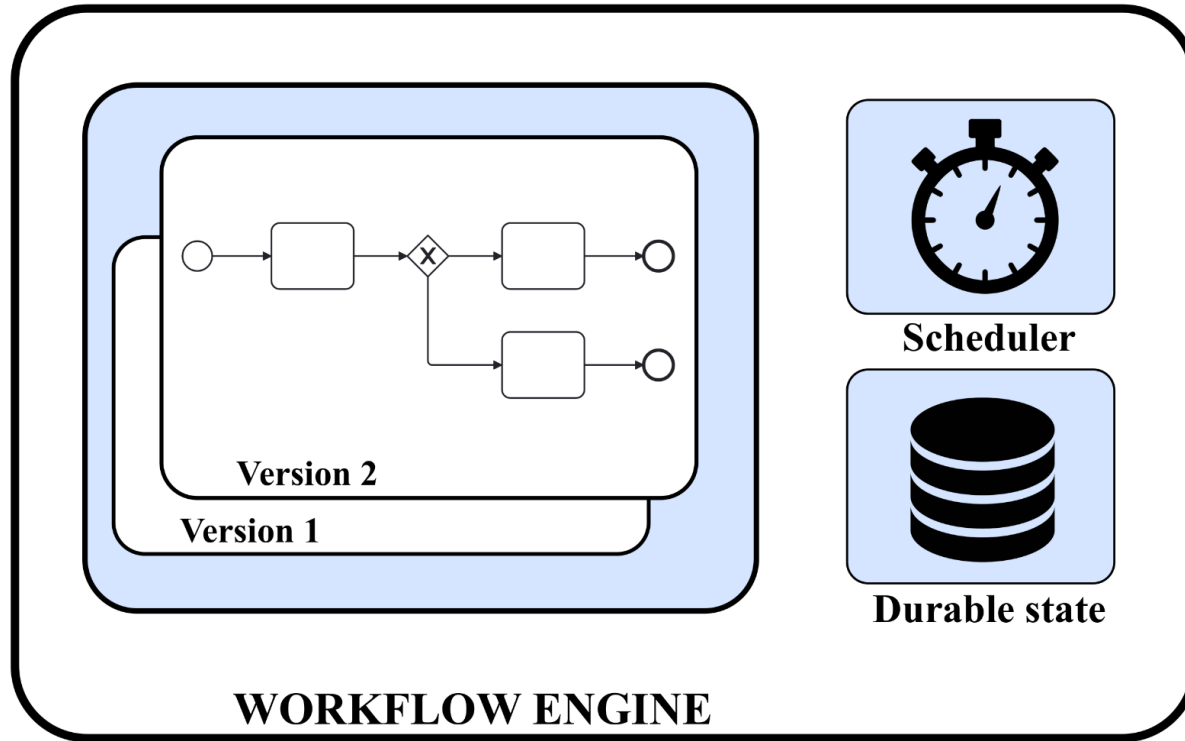 Version 2
Version 1
Scheduler
Durable state
WORKFLOW ENGINE